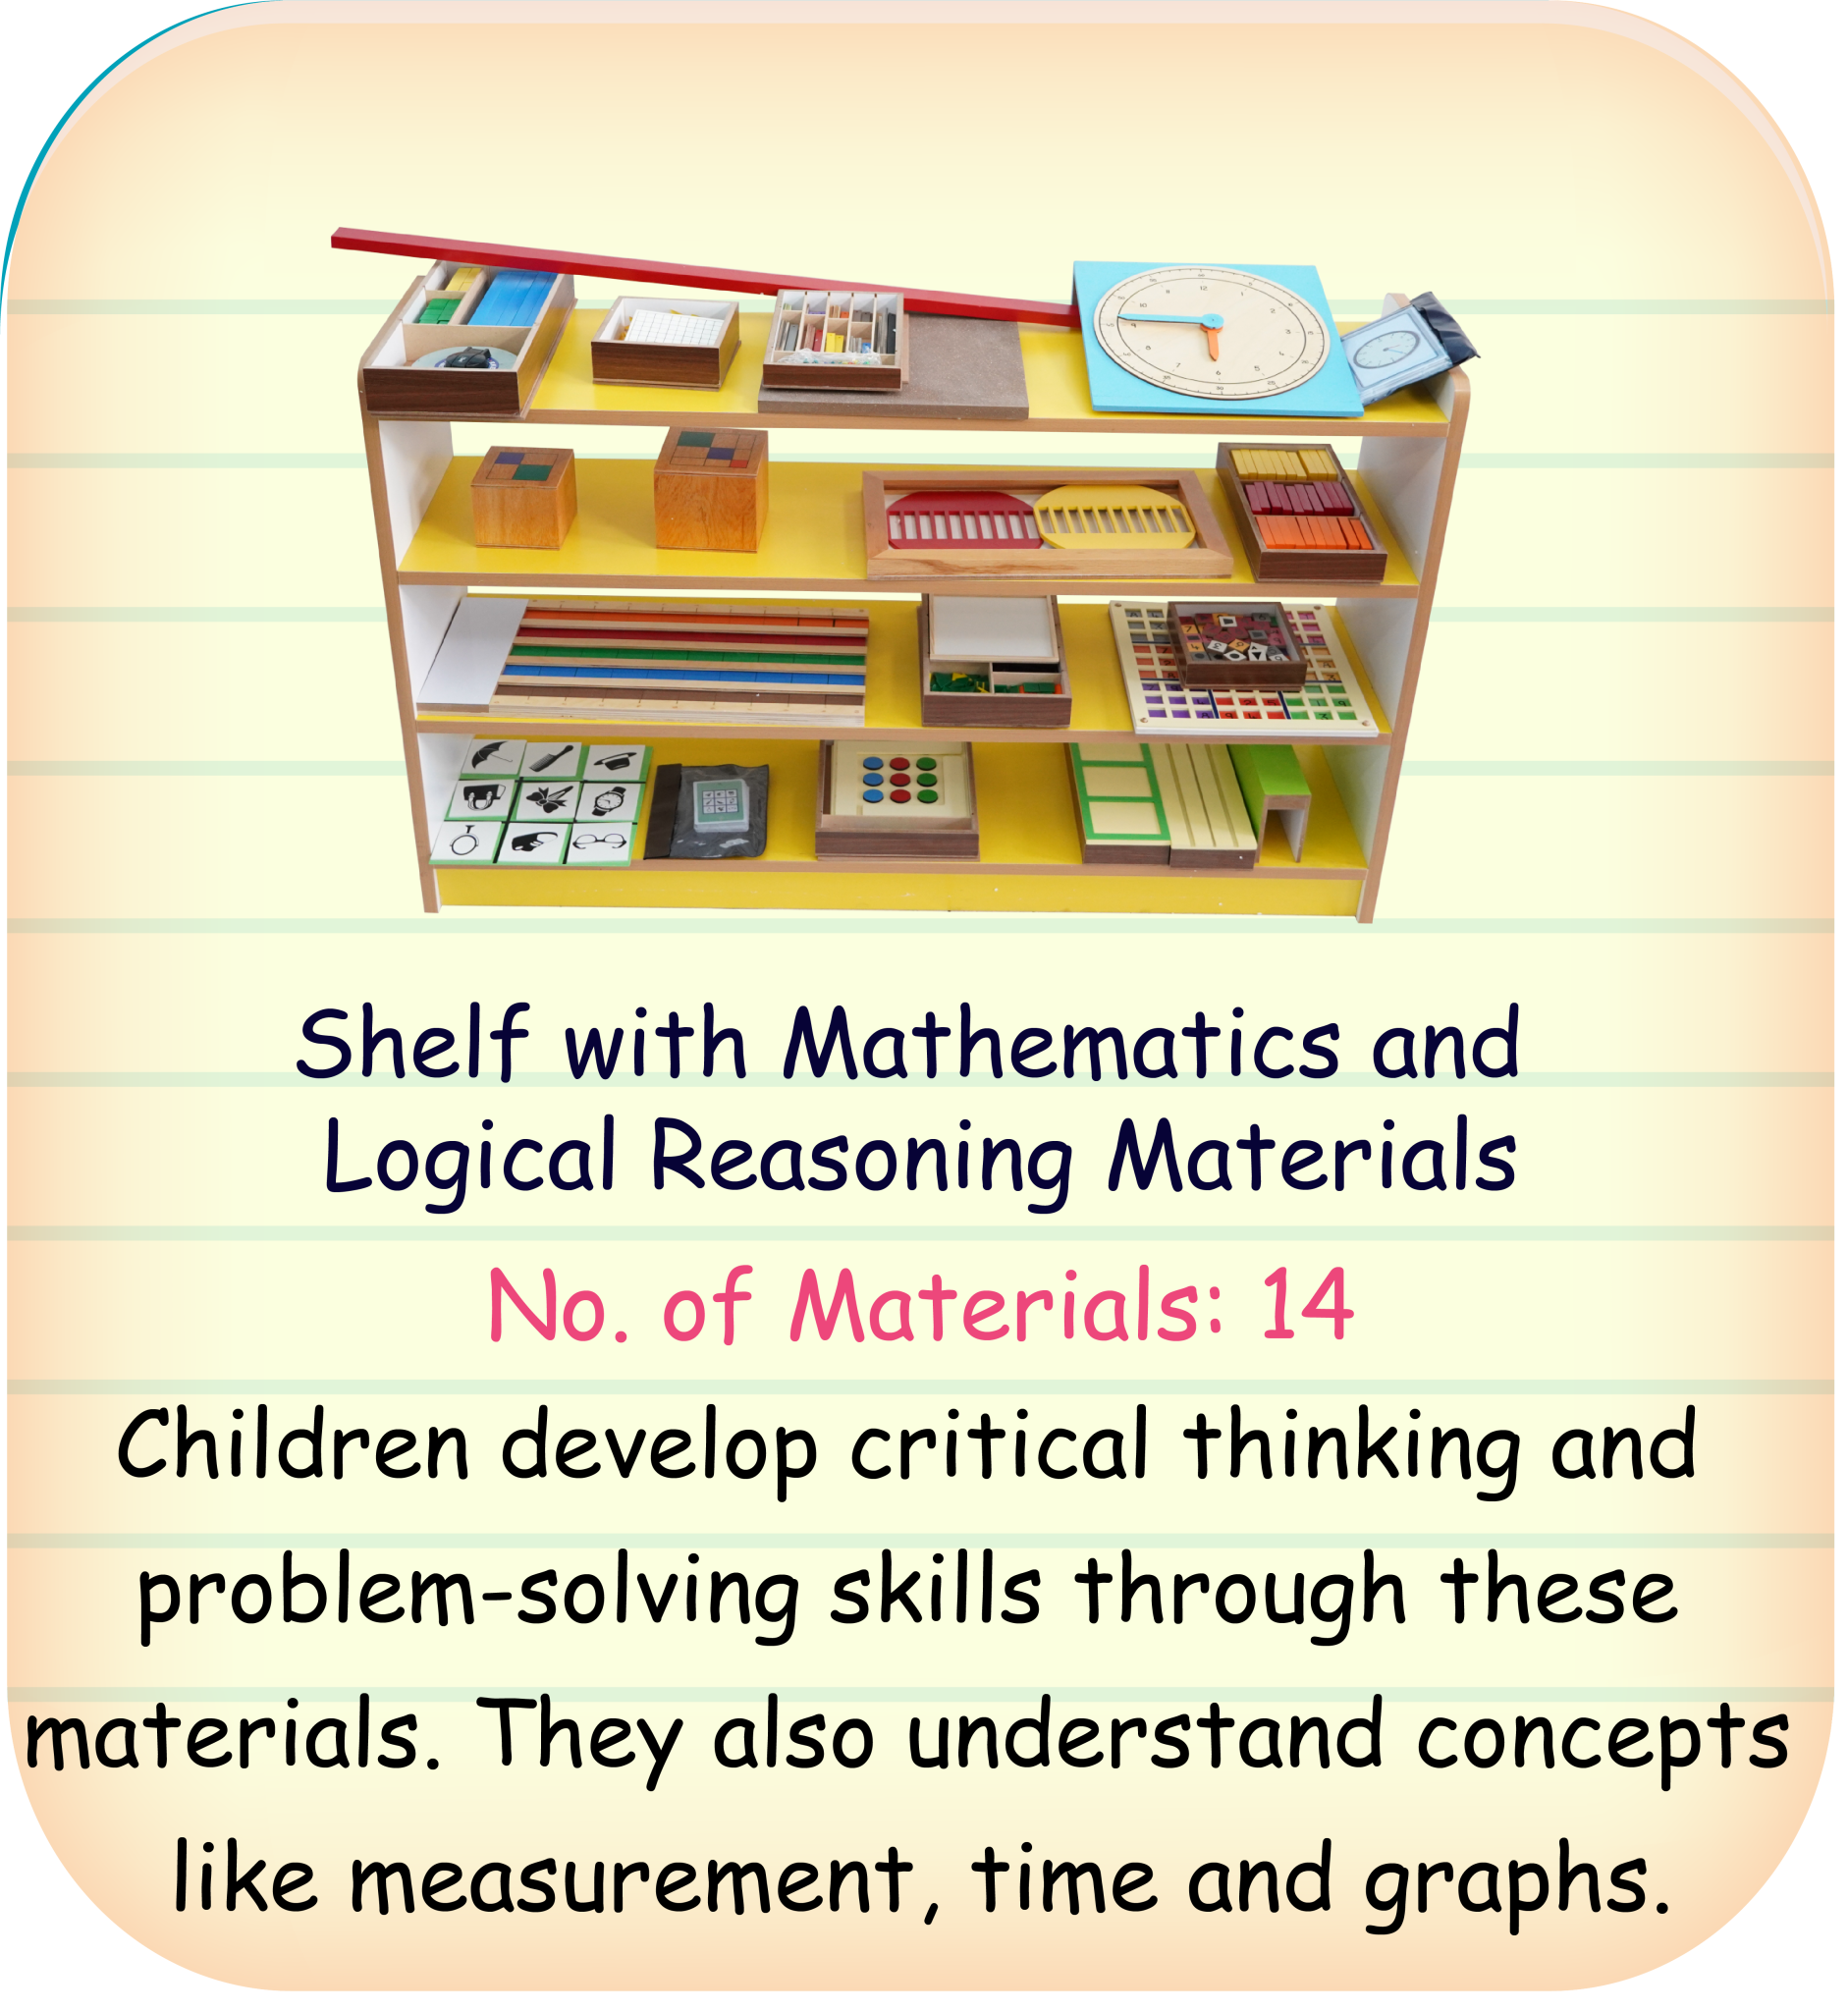 Shelf with Mathematics and
Logical Reasoning Materials
No. of Materials: 14
Children develop critical thinking and
problem-solving skills through these
materials. They also understand concepts
like measurement, time and graphs.